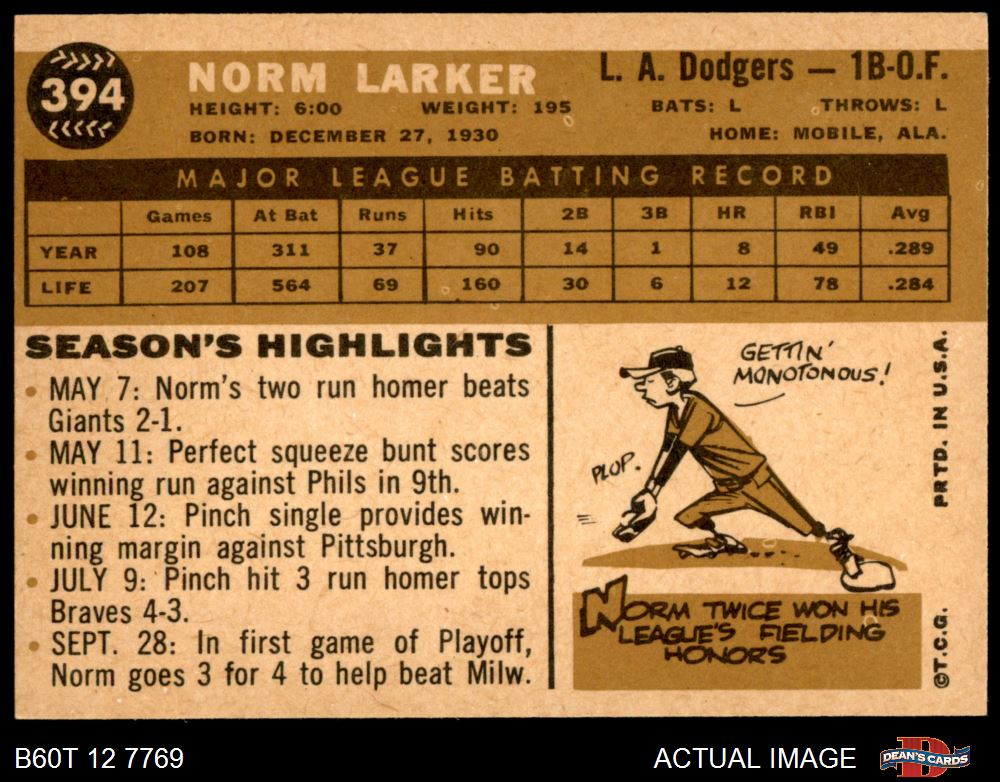 394
NORM LARKER
L. A. Dodgers — 1B-O.F.
HEIGHT: 6:00 WEIGHT: 195 BATS: L THROWS: L
BORN: DECEMBER 27, 1930 HOME: MOBILE, ALA.
MAJOR LEAGUE BATTING RECORD
Games At Bat Runs Hits 2B 3B HR RBI Avg
YEAR 108 311 37 90 14 1 8 49 .289
LIFE 207 564 69 160 30 6 12 78 .284
SEASON'S HIGHLIGHTS
• MAY 7: Norm's two run homer beats
Giants 2-1.
• MAY 11: Perfect squeeze bunt scores
winning run against Phils in 9th.
• JUNE 12: Pinch single provides win-
ning margin against Pittsburgh.
• JULY 9: Pinch hit 3 run homer tops
Braves 4-3.
• SEPT. 28: In first game of Playoff,
Norm goes 3 for 4 to help beat Milw.
GETTIN'
MONOTONOUS!
PLOP.
NORM TWICE WON HIS
LEAGUE'S FIELDING
HONORS
PRTD. IN U.S.A.
©T.C.G.
B60T 12 7769
ACTUAL IMAGE
D
DEAN'S CARDS